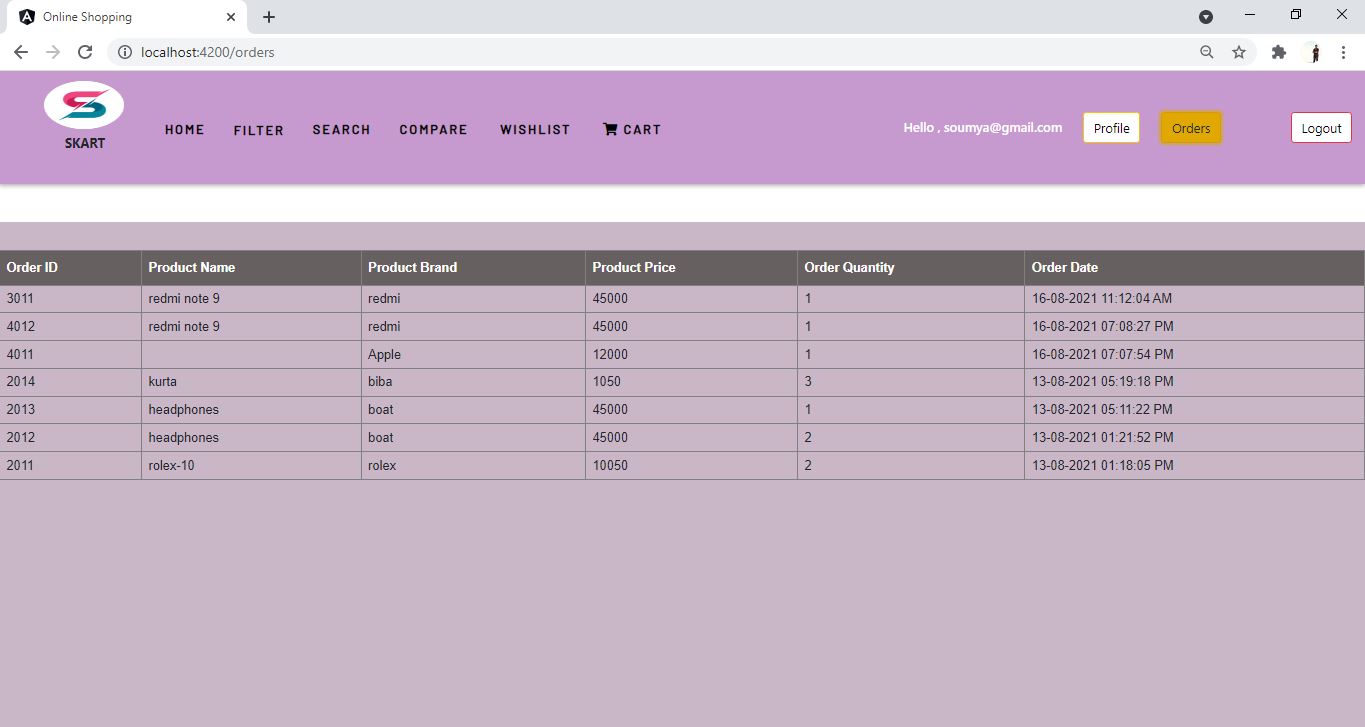 Online Shopping
localhost:4200/orders
SKART
HOME FILTER SEARCH COMPARE WISHLIST CART
Hello , soumya@gmail.com Profile Orders Logout
Order ID Product Name Product Brand Product Price Order Quantity Order Date
3011 redmi note 9 redmi 45000 1 16-08-2021 11:12:04 AM
4012 redmi note 9 redmi 45000 1 16-08-2021 07:08:27 PM
4011 Apple 12000 1 16-08-2021 07:07:54 PM
2014 kurta biba 1050 3 13-08-2021 05:19:18 PM
2013 headphones boat 45000 1 13-08-2021 05:11:22 PM
2012 headphones boat 45000 2 13-08-2021 01:21:52 PM
2011 rolex-10 rolex 10050 2 13-08-2021 01:18:05 PM